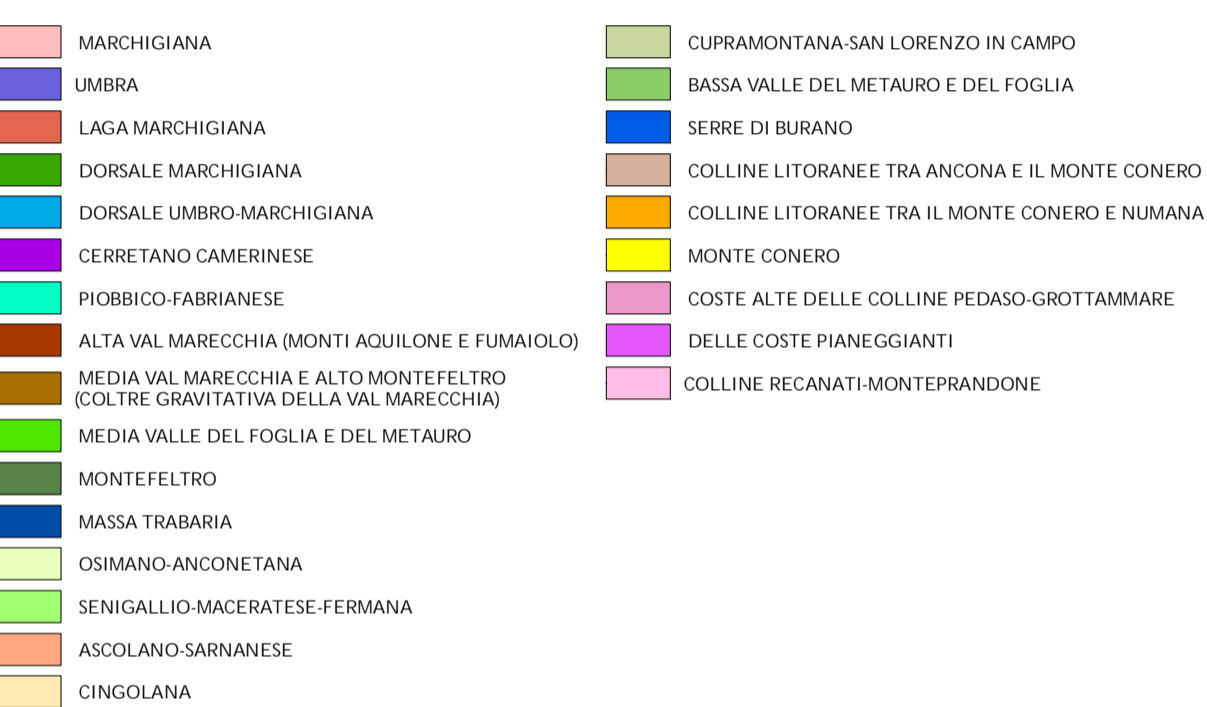 MARCHIGIANA
UMBRA
LAGA MARCHIGIANA
DORSALE MARCHIGIANA
DORSALE UMBRO-MARCHIGIANA
CERRETANO CAMERINESE
PIOBBICO-FABRIANESE
ALTA VAL MARECCHIA (MONTI AQUILONE E FUMAIOLO)
MEDIA VAL MARECCHIA E ALTO MONTEFELTRO
(COLTRE GRAVITATIVA DELLA VAL MARECCHIA)
MEDIA VALLE DEL FOGLIA E DEL METAURO
MONTEFELTRO
MASSA TRABARIA
OSIMANO-ANCONETANA
SENIGALLIO-MACERATESE-FERMANA
ASCOLANO-SARNANESE
CINGOLANA
CUPRAMONTANA-SAN LORENZO IN CAMPO
BASSA VALLE DEL METAURO E DEL FOGLIA
SERRE DI BURANO
COLLINE LITORANEE TRA ANCONA E IL MONTE CONERO
COLLINE LITORANEE TRA IL MONTE CONERO E NUMANA
MONTE CONERO
COSTE ALTE DELLE COLLINE PEDASO-GROTTAMMARE
DELLE COSTE PIANEGGIANTI
COLLINE RECANATI-MONTEPRANDONE